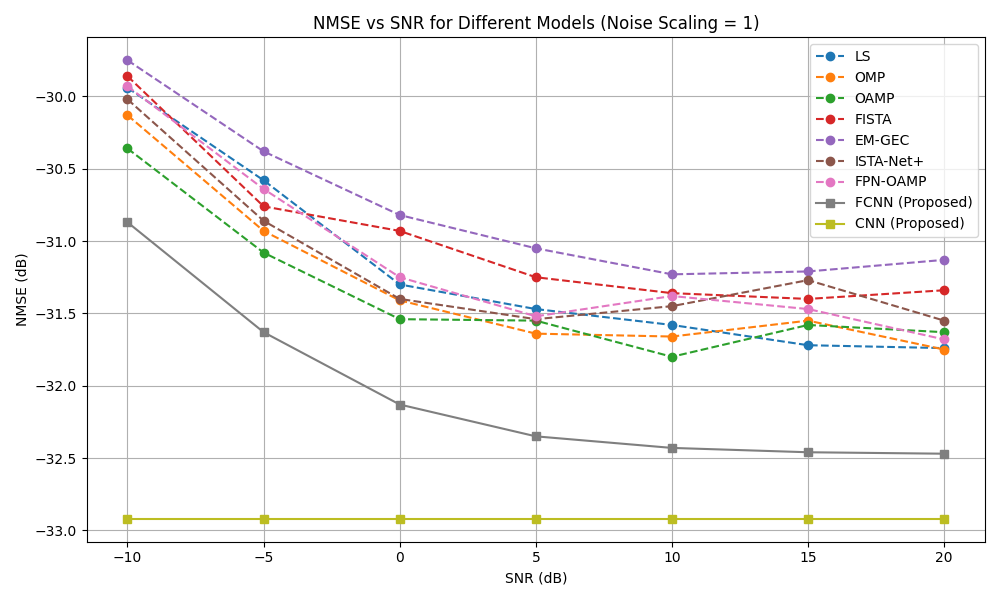 NMSE vs SNR for Different Models (Noise Scaling = 1)
NMSE (dB)
−30.0
−30.5
−31.0
−31.5
−32.0
−32.5
−33.0
LS
OMP
OAMP
FISTA
EM-GEC
ISTA-Net+
FPN-OAMP
FCNN (Proposed)
CNN (Proposed)
−10 −5 0 5 10 15 20
SNR (dB)